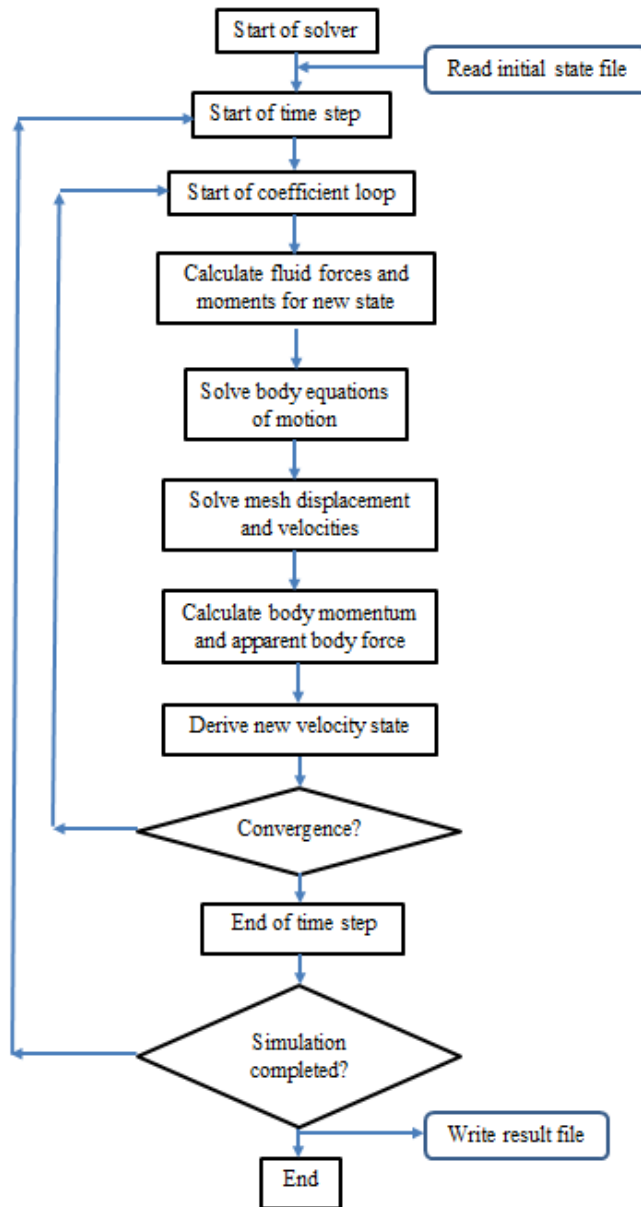 Start of solver
Read initial state file
Start of time step
Start of coefficient loop
Calculate fluid forces and
moments for new state
Solve body equations
of motion
Solve mesh displacement
and velocities
Calculate body momentum
and apparent body force
Derive new velocity state
Convergence?
End of time step
Simulation
completed?
Write result file
End